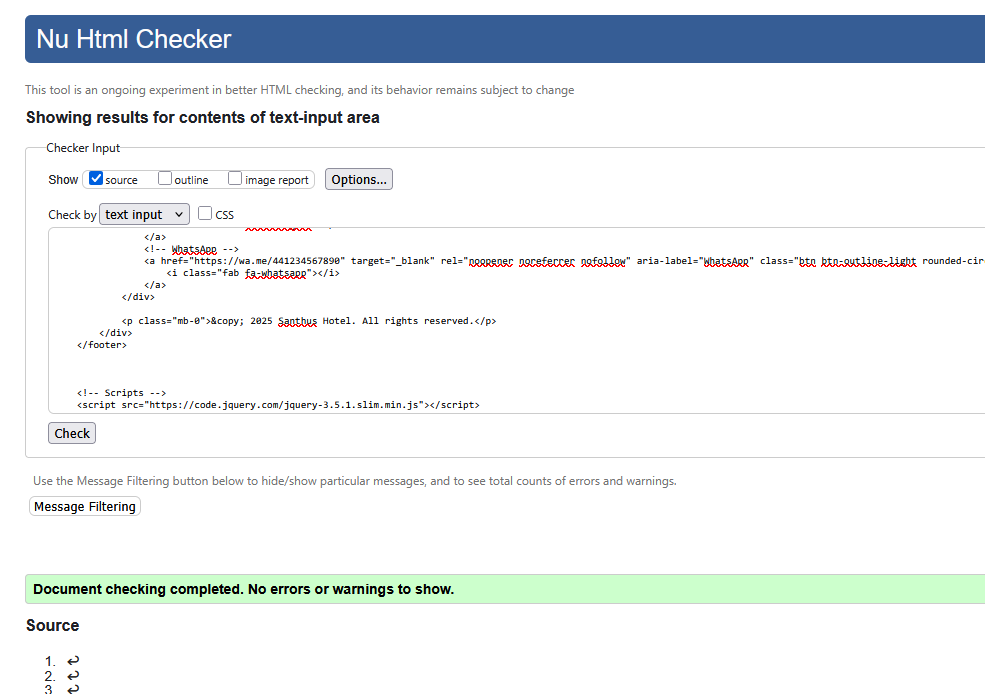 Nu Html Checker
This tool is an ongoing experiment in better HTML checking, and its behavior remains subject to change
Showing results for contents of text-input area
Checker Input
Show source outline image report Options...
Check by text input CSS
</a>
<!-- WhatsApp -->
<a href="https://wa.me/441234567890" target="_blank" rel="noopener noreferrer nofollow" aria-label="WhatsApp" class="btn btn-outline-light rounded-cir
<i class="fab fa-whatsapp"></i>
</a>
</div>
<p class="mb-0">&copy; 2025 Santhus Hotel. All rights reserved.</p>
</div>
</footer>
<!-- Scripts -->
<script src="https://code.jquery.com/jquery-3.5.1.slim.min.js"></script>
Check
Use the Message Filtering button below to hide/show particular messages, and to see total counts of errors and warnings.
Message Filtering
Document checking completed. No errors or warnings to show.
Source
1. ↩
2. ↩
3. ↩